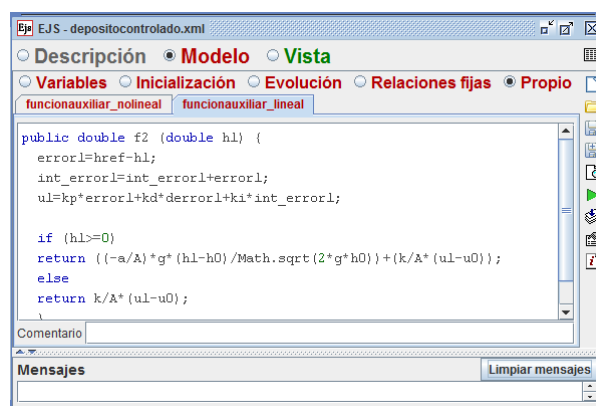 Ejs EJS - depositocontrolado.xml
Descripción Modelo Vista
Variables Inicialización Evolución Relaciones fijas Propio
funcionauxiliar_nolineal funcionauxiliar_lineal
public double f2 (double hl) {
errorl=href-hl;
int_errorl=int_errorl+errorl;
ul=kp*errorl+kd*derrorl+ki*int_errorl;
if (hl>=0)
return ((-a/A)*g*(hl-h0)/Math.sqrt(2*g*h0))+(k/A*(ul-u0));
else
return k/A*(ul-u0);
}
Comentario
Mensajes Limpiar mensajes